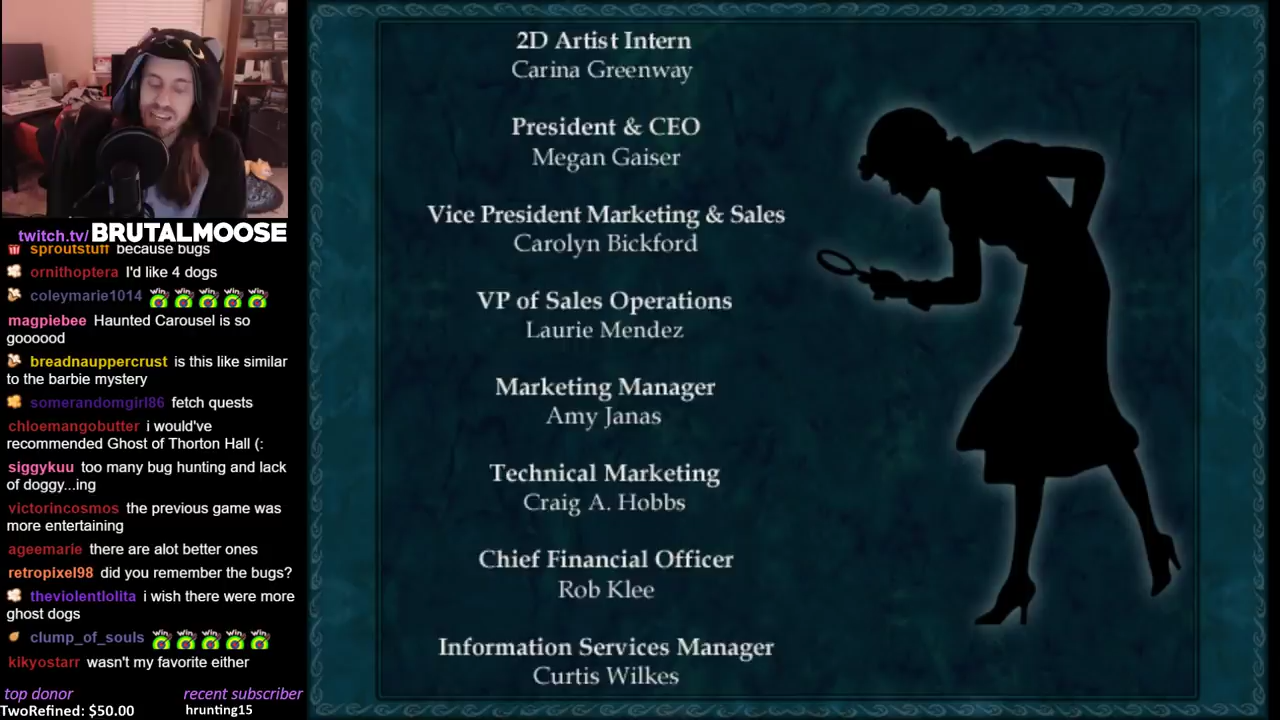 twitch.tv/BRUTALMOOSE
sproutstuff because bugs
ornithoptera I'd like 4 dogs
coleymarie1014
magpiebee Haunted Carousel is so
goooood
breadnauppercrust is this like similar
to the barbie mystery
somerandomgirl86 fetch quests
chloemangobutter i would've
recommended Ghost of Thorton Hall (:
siggykuu too many bug hunting and lack
of doggy...ing
victorincosmos the previous game was
more entertaining
ageemarie there are alot better ones
retropixel98 did you remember the bugs?
theviolentlolita i wish there were more
ghost dogs
clump_of_souls
kikyostarr wasn't my favorite either
top donor
TwoRefined: $50.00
recent subscriber
hrunting15
2D Artist Intern
Carina Greenway
President & CEO
Megan Gaiser
Vice President Marketing & Sales
Carolyn Bickford
VP of Sales Operations
Laurie Mendez
Marketing Manager
Amy Janas
Technical Marketing
Craig A. Hobbs
Chief Financial Officer
Rob Klee
Information Services Manager
Curtis Wilkes